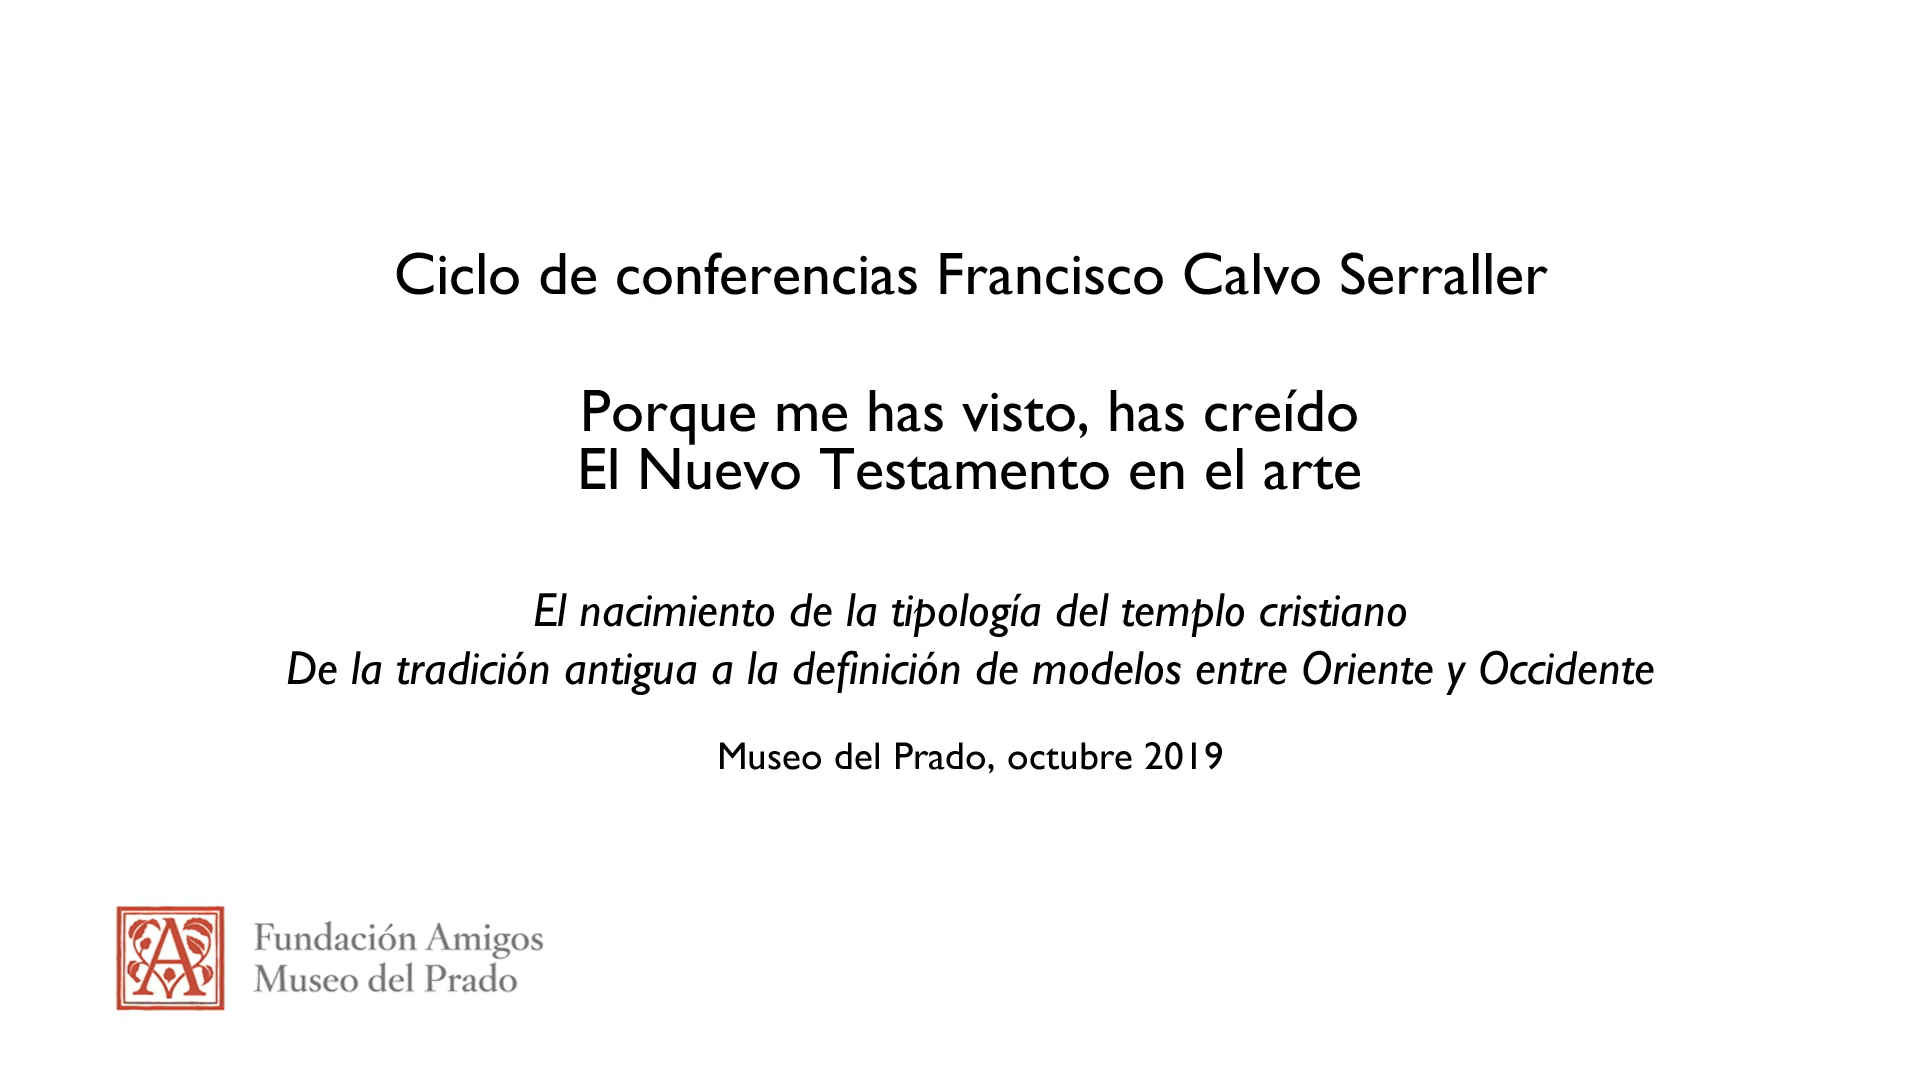 Ciclo de conferencias Francisco Calvo Serraller
Porque me has visto, has creído
El Nuevo Testamento en el arte
El nacimiento de la tipología del templo cristiano
De la tradición antigua a la definición de modelos entre Oriente y Occidente
Museo del Prado, octubre 2019
A
Fundación Amigos
Museo del Prado